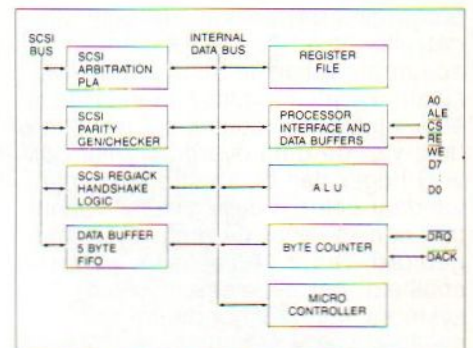 SCSI
BUS
INTERNAL
DATA BUS
SCSI
ARBITRATION
PLA
REGISTER
FILE
SCSI
PARITY
GEN/CHECKER
PROCESSOR
INTERFACE AND
DATA BUFFERS
A0
ALE
CS
RE
WE
D7
:
D0
SCSI REG/ACK
HANDSHAKE
LOGIC
A L U
DATA BUFFER
5 BYTE
FIFO
BYTE COUNTER
DRQ
DACK
MICRO
CONTROLLER